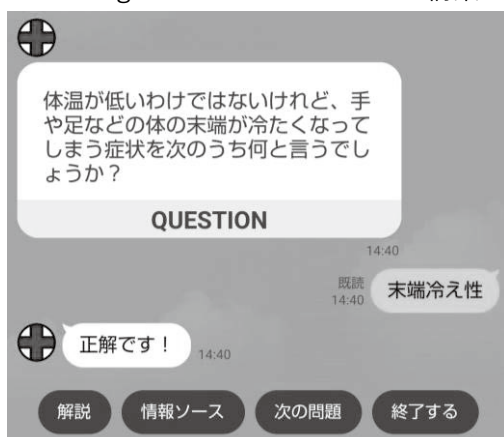 体温が低いわけではないけれど、手
や足などの体の末端が冷たくなって
しまう症状を次のうち何と言うでし
ょうか？
QUESTION
14:40
既読
14:40
末端冷え性
正解です！
14:40
解説 情報ソース 次の問題 終了する